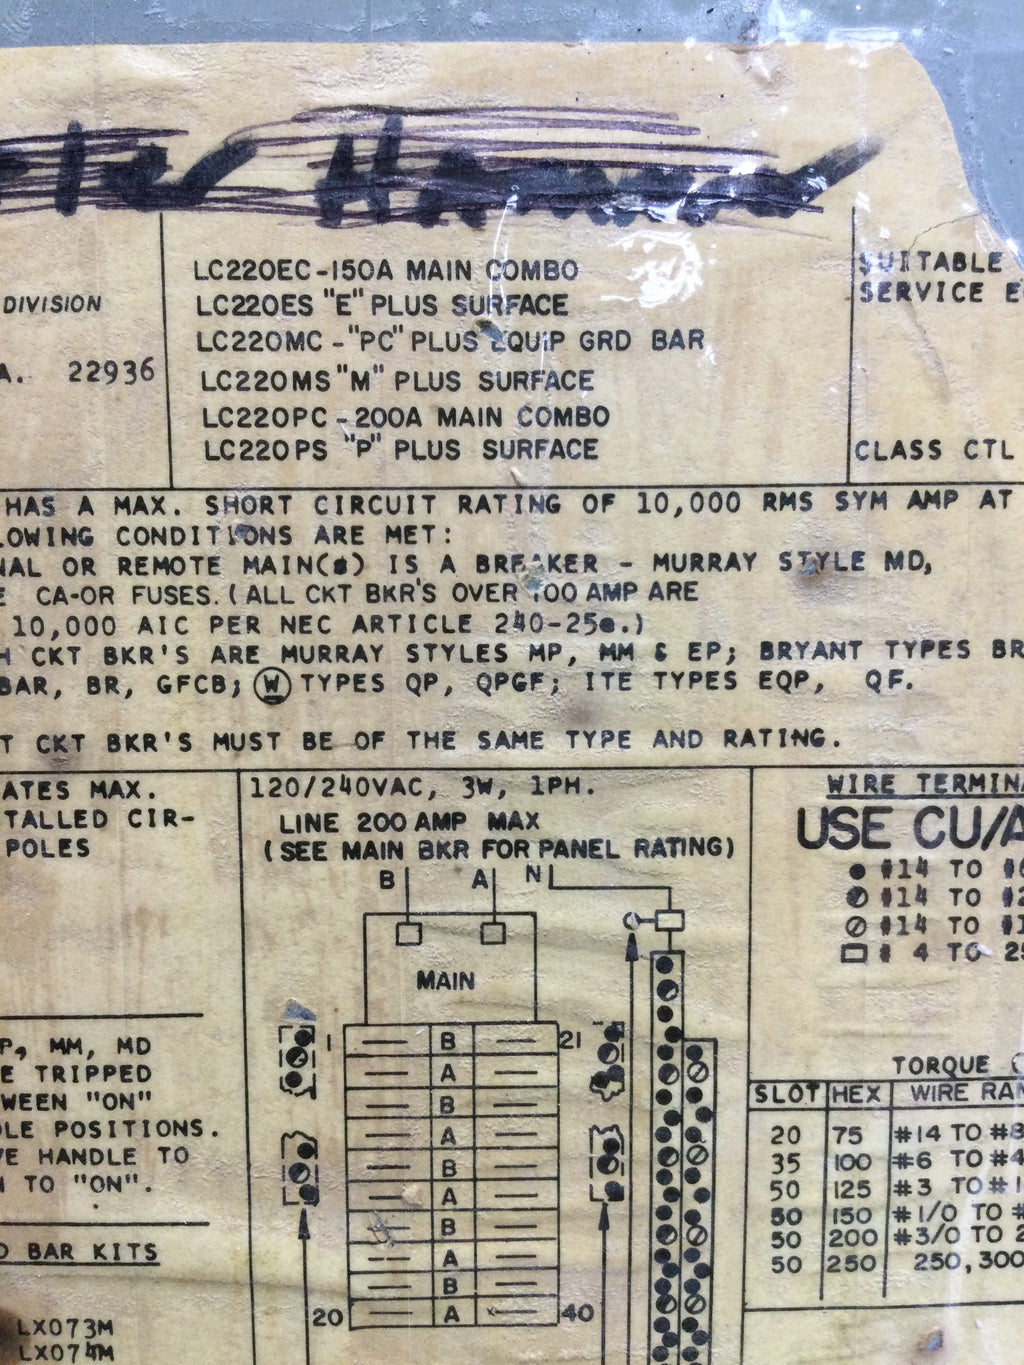 LC220EC-150A MAIN COMBO
LC220ES "E" PLUS SURFACE
LC220MC-"PC" PLUS EQUIP GRD BAR
LC220MS "M" PLUS SURFACE
LC220PC-200A MAIN COMBO
LC220PS "P" PLUS SURFACE
DIVISION
A. 22936
SUITABLE
SERVICE E
CLASS CTL
HAS A MAX. SHORT CIRCUIT RATING OF 10,000 RMS SYM AMP AT
LOWING CONDITIONS ARE MET:
NAL OR REMOTE MAIN(S) IS A BREAKER - MURRAY STYLE MD,
E CA-OR FUSES. (ALL CKT BKR'S OVER 100 AMP ARE
10,000 AIC PER NEC ARTICLE 240-25e.)
H CKT BKR'S ARE MURRAY STYLES MP, MM & EP; BRYANT TYPES BR
BAR, BR, GFCB; W TYPES QP, QPGF; ITE TYPES EQP, QF.
T CKT BKR'S MUST BE OF THE SAME TYPE AND RATING.
ATES MAX.
TALLED CIR-
POLES
P, MM, MD
E TRIPPED
WEEN "ON"
DLE POSITIONS.
VE HANDLE TO
N TO "ON".
D BAR KITS
LX073M
LX074M
120/240VAC, 3W, 1PH.
LINE 200 AMP MAX
(SEE MAIN BKR FOR PANEL RATING)
B A N
MAIN
1 B 21
A
B
A
B
A
B
A
B
20 A 40
WIRE TERMINA
USE CU/A
#14 TO #6
#14 TO #2
#14 TO #1
# 4 TO 25
TORQUE (
SLOT HEX WIRE RAN
20 75 #14 TO #8
35 100 #6 TO #4
50 125 #3 TO #1
50 150 #1/0 TO #
50 200 #3/0 TO 2
50 250 250,300